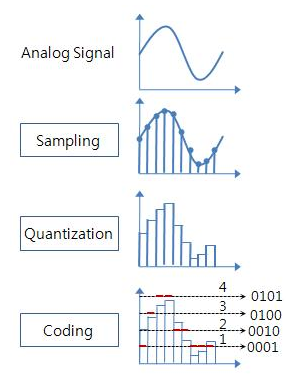 Analog Signal
Sampling
Quantization
Coding
4 0101
3 0100
2 0010
1 0001